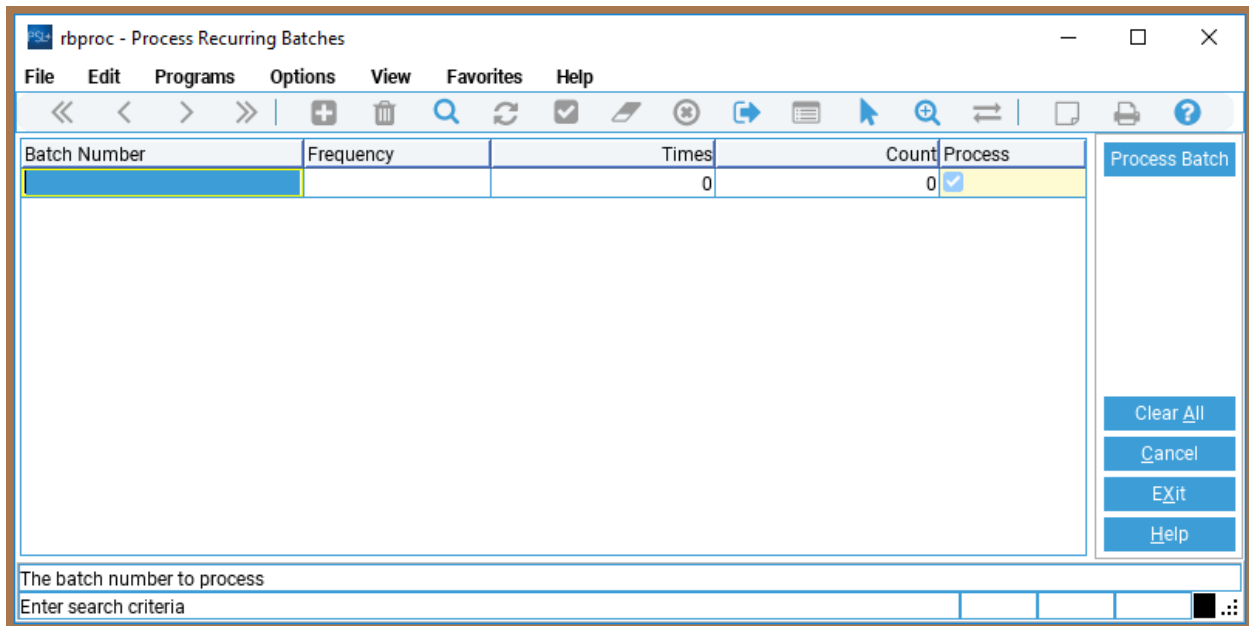 PSL+ rbproc - Process Recurring Batches
File Edit Programs Options View Favorites Help
Batch Number Frequency Times Count Process
0 0
Process Batch
Clear All
Cancel
EXit
Help
The batch number to process
Enter search criteria